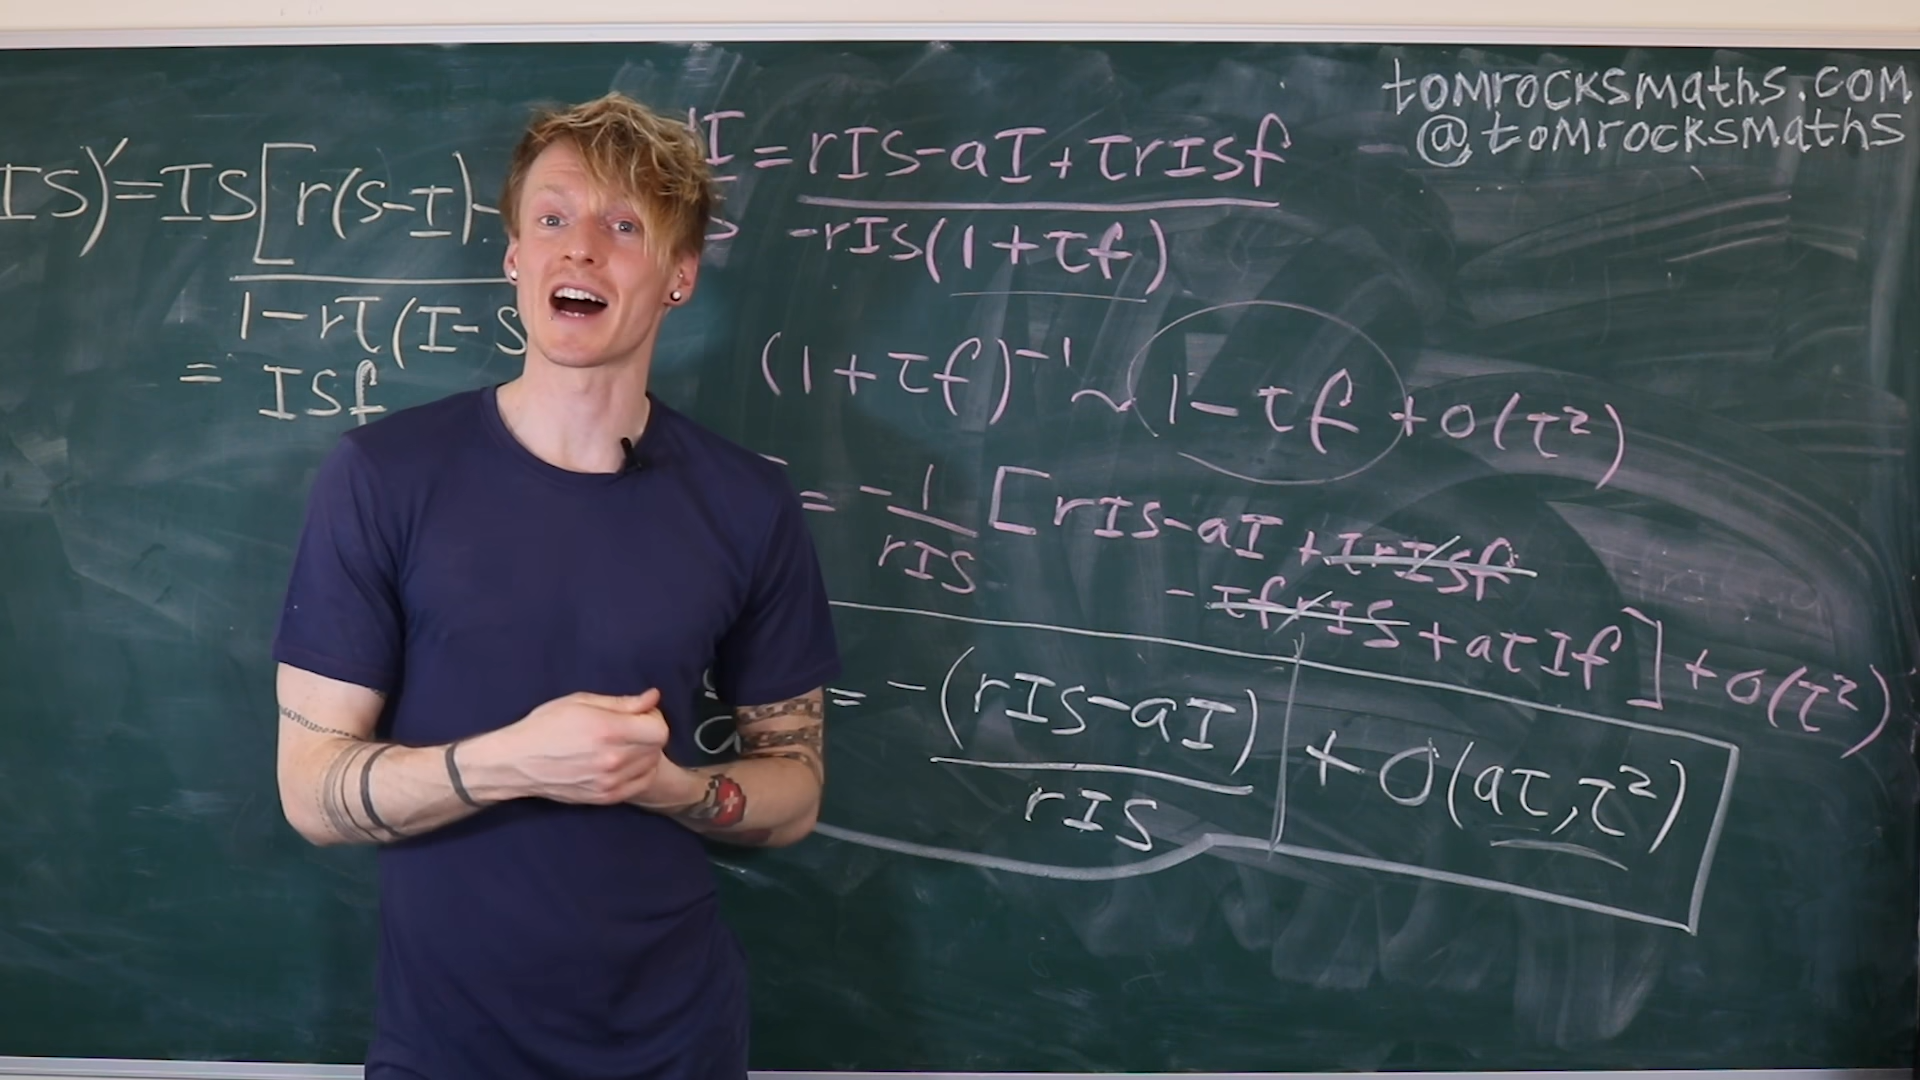 tomrocksmaths.com
@tomrocksmaths
IS)'=IS[r(S-I)-
1-rτ(I-S
= ISf
I = rIS-aI+τrISf
-rIS(1+τf)
(1+τf)⁻¹ ~ 1-τf +O(τ²)
= -1/rIS [rIS-aI +τrISf
-τfrIS +aτIf] +O(τ²)
= -(rIS-aI) + O(aτ,τ²)
rIS